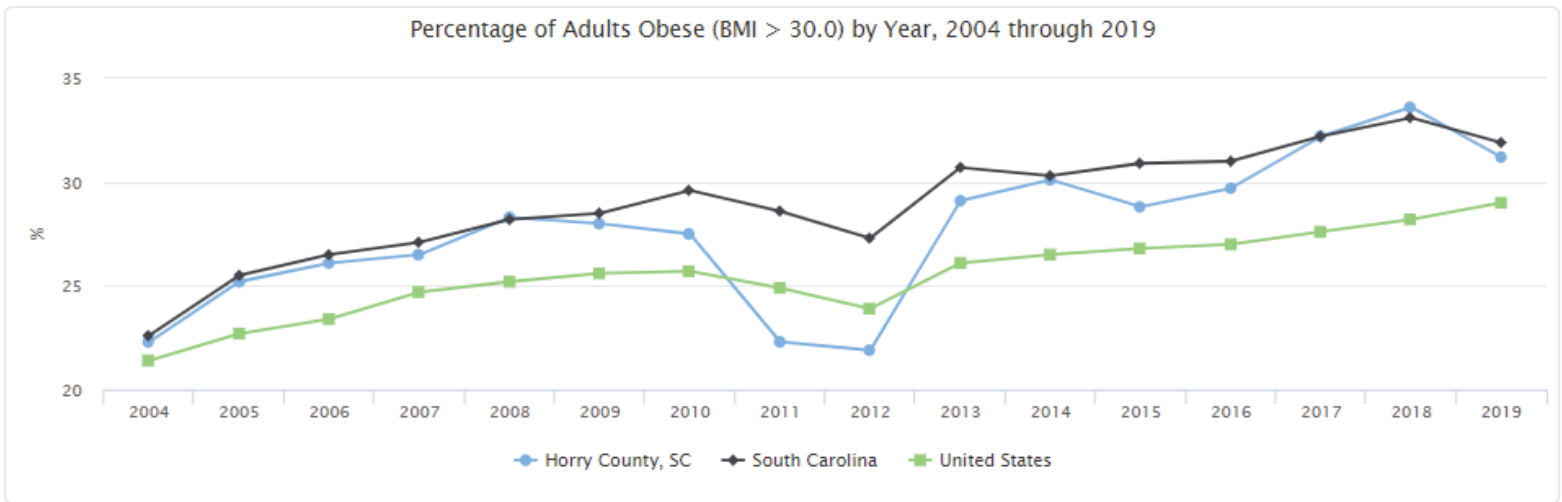 Percentage of Adults Obese (BMI > 30.0) by Year, 2004 through 2019
35
30
25
20
%
2004 2005 2006 2007 2008 2009 2010 2011 2012 2013 2014 2015 2016 2017 2018 2019
Horry County, SC South Carolina United States